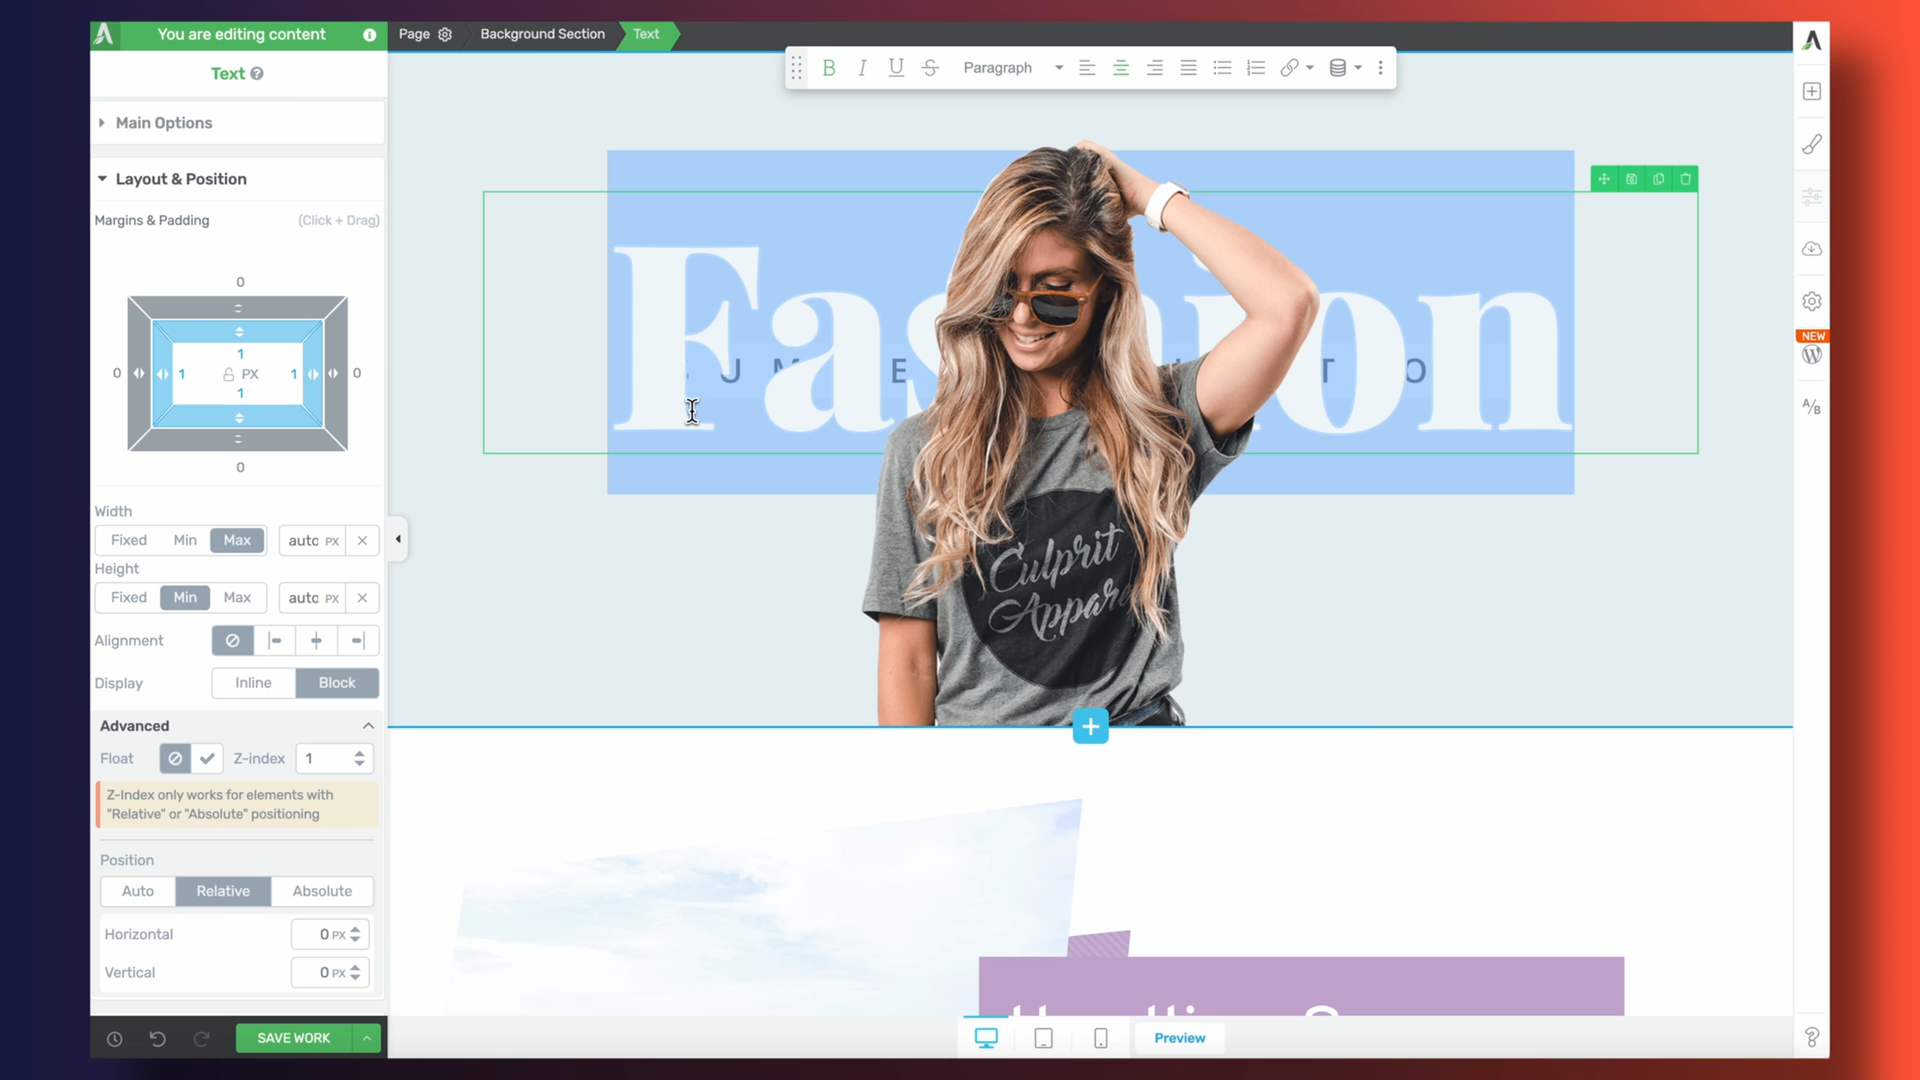 You are editing content
Page
Background Section
Text
Text
B I U S Paragraph
Main Options
Layout & Position
Margins & Padding (Click + Drag)
0
1
0 1 PX 1 0
1
0
Fashion
Culprit
Apparel
Width
Fixed Min Max auto PX
Height
Fixed Min Max auto PX
Alignment
Display Inline Block
Advanced
Float Z-index 1
Z-Index only works for elements with
"Relative" or "Absolute" positioning
Position
Auto Relative Absolute
Horizontal 0 PX
Vertical 0 PX
SAVE WORK
Preview
NEW
A/B